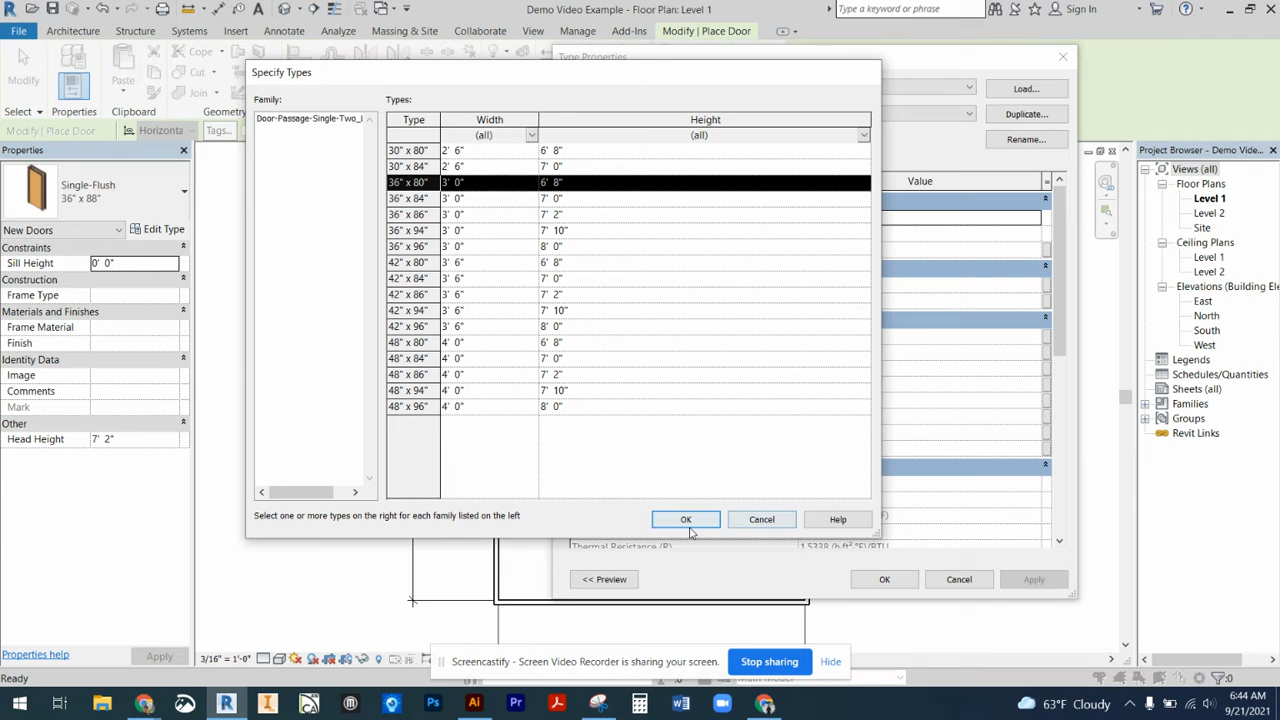 Demo Video Example - Floor Plan: Level 1
Type a keyword or phrase
Sign In
File Architecture Structure Systems Insert Annotate Analyze Massing & Site Collaborate View Manage Add-Ins Modify | Place Door
Modify
Properties
Paste
Cope
Cut
Join
Select Properties Clipboard Geometry
Modify | Place Door Horizonta Tags...
Properties
Single-Flush
36" x 88"
New Doors Edit Type
Constraints
Sill Height 0' 0"
Construction
Frame Type
Materials and Finishes
Frame Material
Finish
Identity Data
Image
Comments
Mark
Other
Head Height 7' 2"
Properties help Apply
Type Properties
Load...
Duplicate...
Rename...
Value
Thermal Resistance (R) 1.5338 (h·ft²·°F)/BTU
<< Preview OK Cancel Apply
Specify Types
Family: Types:
Door-Passage-Single-Two_
Type Width Height
(all) (all)
30" x 80" 2' 6" 6' 8"
30" x 84" 2' 6" 7' 0"
36" x 80" 3' 0" 6' 8"
36" x 84" 3' 0" 7' 0"
36" x 86" 3' 0" 7' 2"
36" x 94" 3' 0" 7' 10"
36" x 96" 3' 0" 8' 0"
42" x 80" 3' 6" 6' 8"
42" x 84" 3' 6" 7' 0"
42" x 86" 3' 6" 7' 2"
42" x 94" 3' 6" 7' 10"
42" x 96" 3' 6" 8' 0"
48" x 80" 4' 0" 6' 8"
48" x 84" 4' 0" 7' 0"
48" x 86" 4' 0" 7' 2"
48" x 94" 4' 0" 7' 10"
48" x 96" 4' 0" 8' 0"
Select one or more types on the right for each family listed on the left
OK Cancel Help
Project Browser - Demo Vide...
Views (all)
Floor Plans
Level 1
Level 2
Site
Ceiling Plans
Level 1
Level 2
Elevations (Building Ele
East
North
South
West
Legends
Schedules/Quantities
Sheets (all)
Families
Groups
Revit Links
3/16" = 1'-0"
Screencastify - Screen Video Recorder is sharing your screen. Stop sharing Hide
Ready
:0
63°F Cloudy
6:44 AM
9/21/2021